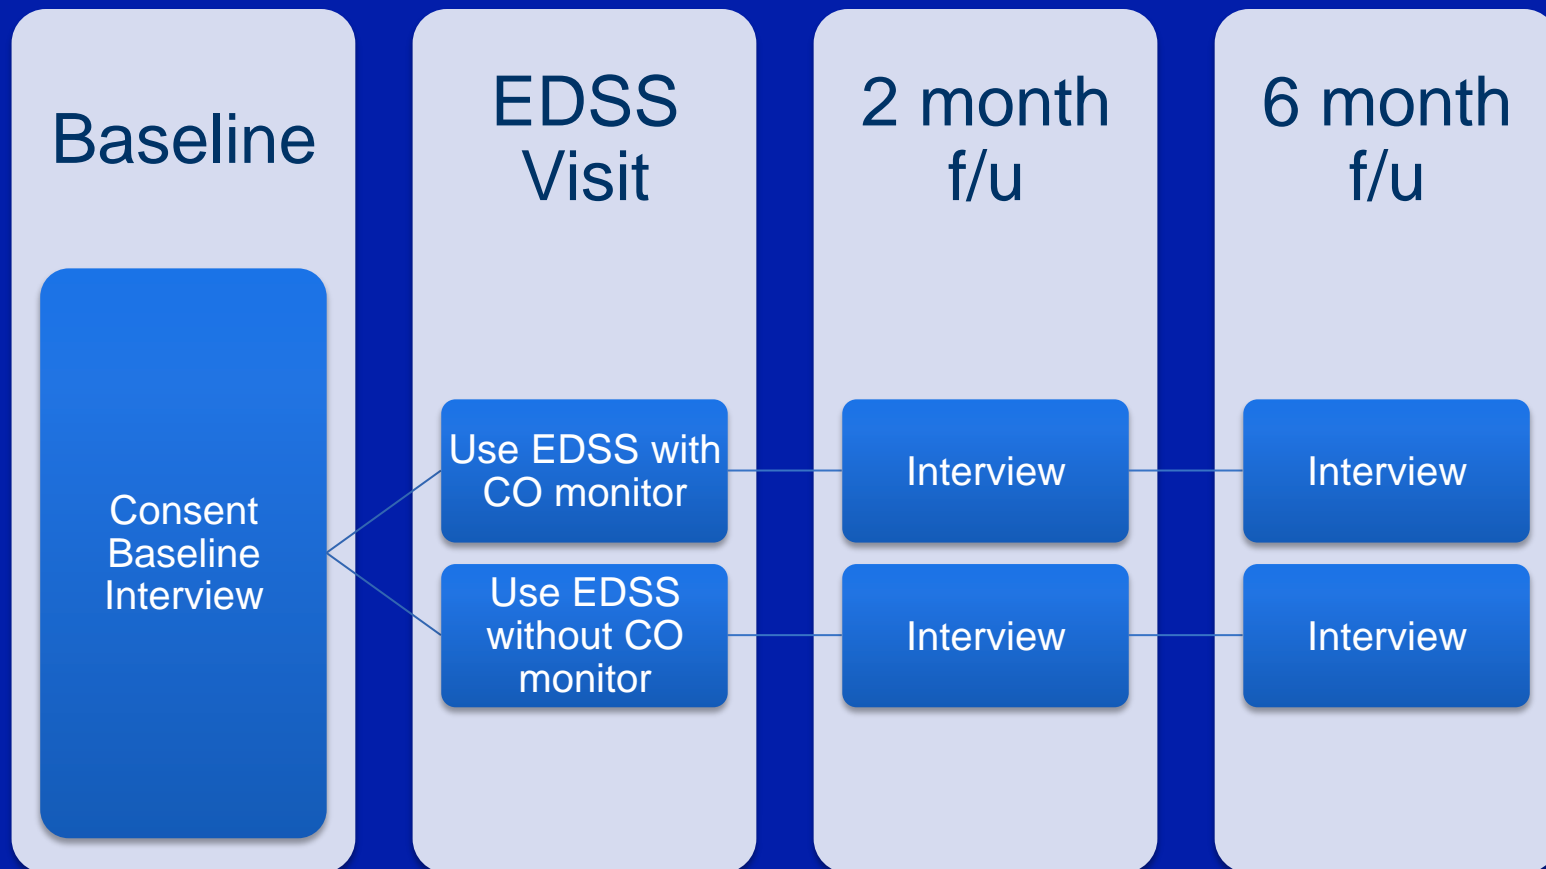 Baseline
EDSS
Visit
2 month
f/u
6 month
f/u
Consent
Baseline
Interview
Use EDSS with
CO monitor
Interview
Interview
Use EDSS
without CO
monitor
Interview
Interview